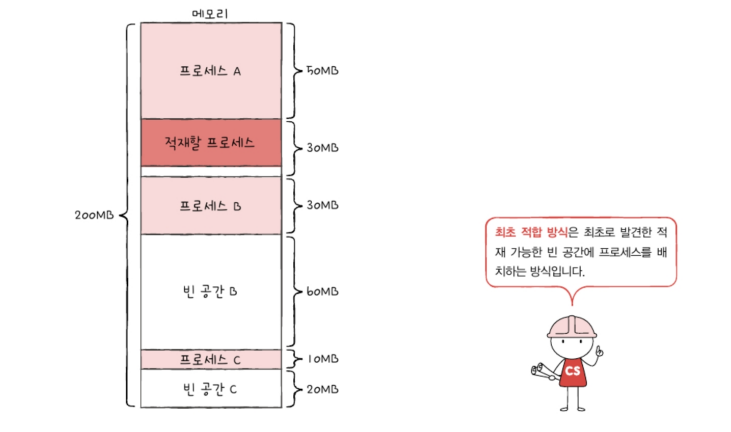 메모리
프로세스 A
50MB
적재할 프로세스
30MB
200MB
프로세스 B
30MB
빈 공간 B
60MB
프로세스 C
10MB
빈 공간 C
20MB
최초 적합 방식은 최초로 발견한 적
재 가능한 빈 공간에 프로세스를 배
치하는 방식입니다.
CS